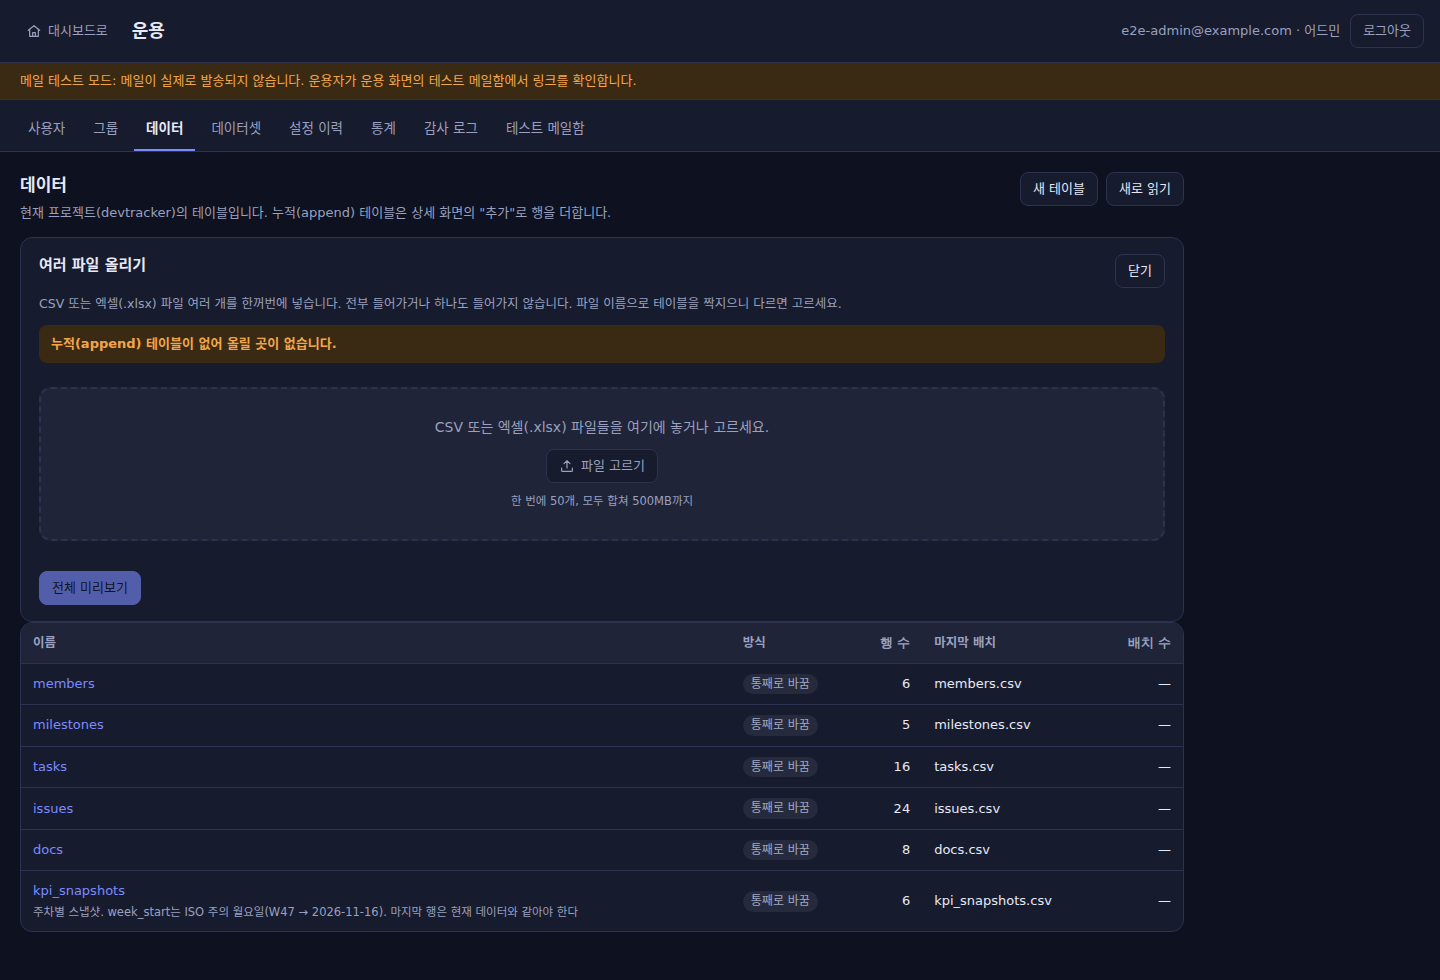 대시보드로
운용
e2e-admin@example.com · 어드민
로그아웃
메일 테스트 모드: 메일이 실제로 발송되지 않습니다. 운용자가 운용 화면의 테스트 메일함에서 링크를 확인합니다.
사용자 그룹 데이터 데이터셋 설정 이력 통계 감사 로그 테스트 메일함
데이터
새 테이블 새로 읽기
현재 프로젝트(devtracker)의 테이블입니다. 누적(append) 테이블은 상세 화면의 "추가"로 행을 더합니다.
여러 파일 올리기
닫기
CSV 또는 엑셀(.xlsx) 파일 여러 개를 한꺼번에 넣습니다. 전부 들어가거나 하나도 들어가지 않습니다. 파일 이름으로 테이블을 짝지으니 다르면 고르세요.
누적(append) 테이블이 없어 올릴 곳이 없습니다.
CSV 또는 엑셀(.xlsx) 파일들을 여기에 놓거나 고르세요.
파일 고르기
한 번에 50개, 모두 합쳐 500MB까지
전체 미리보기
이름 방식 행 수 마지막 배치 배치 수
members 통째로 바꿈 6 members.csv —
milestones 통째로 바꿈 5 milestones.csv —
tasks 통째로 바꿈 16 tasks.csv —
issues 통째로 바꿈 24 issues.csv —
docs 통째로 바꿈 8 docs.csv —
kpi_snapshots 통째로 바꿈 6 kpi_snapshots.csv —
주차별 스냅샷. week_start는 ISO 주의 월요일(W47 → 2026-11-16). 마지막 행은 현재 데이터와 같아야 한다